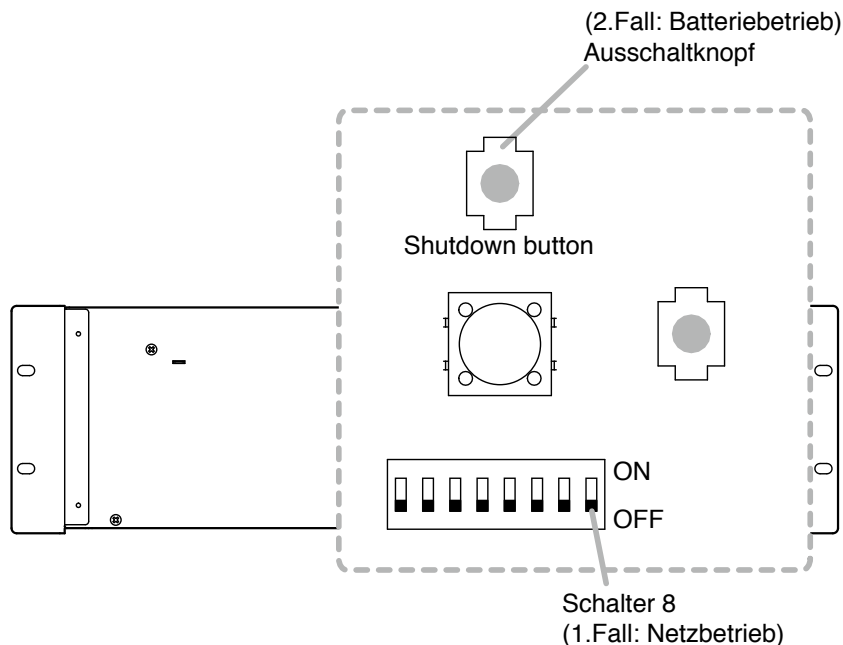 (2.Fall: Batteriebetrieb)
Ausschaltknopf
Shutdown button
ON
OFF
Schalter 8
(1.Fall: Netzbetrieb)